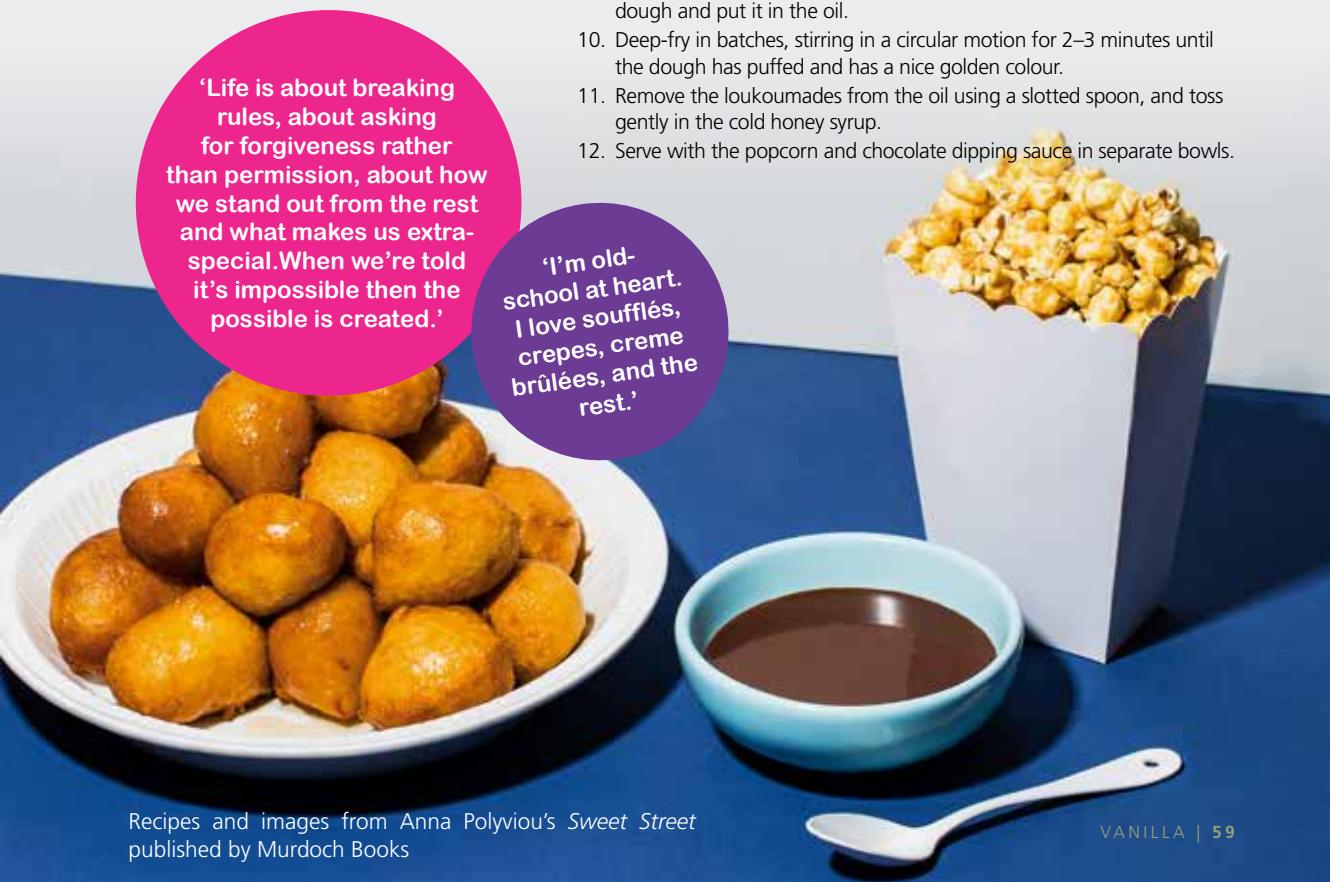 dough and put it in the oil.
10. Deep-fry in batches, stirring in a circular motion for 2–3 minutes until
the dough has puffed and has a nice golden colour.
11. Remove the loukoumades from the oil using a slotted spoon, and toss
gently in the cold honey syrup.
12. Serve with the popcorn and chocolate dipping sauce in separate bowls.
‘Life is about breaking
rules, about asking
for forgiveness rather
than permission, about how
we stand out from the rest
and what makes us extra-
special.When we’re told
it’s impossible then the
possible is created.’
‘I’m old-
school at heart.
I love soufflés,
crepes, creme
brûlées, and the
rest.’
Recipes and images from Anna Polyviou’s Sweet Street
published by Murdoch Books
VANILLA | 59